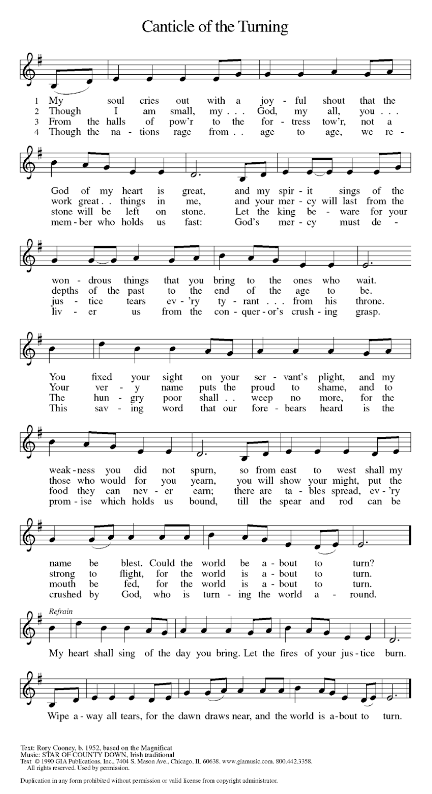 Canticle of the Turning
1 My soul cries out with a joy - ful shout that the
2 Though I am small, my . . . God, my all, you . . .
3 From the halls of pow'r to the for - tress tow'r, not a
4 Though the na - tions rage from . . age to age, we re -
God of my heart is great, and my spir - it sings of the
work great . . things in me, and your mer - cy will last from the
stone will be left on stone. Let the king be - ware for your
mem - ber who holds us fast: God's mer - cy must de -
won - drous things that you bring to the ones who wait.
depths of the past to the end of the age to be.
jus - tice tears ev - 'ry ty - rant . . . from his throne.
liv - er us from the con - quer - or's crush - ing grasp.
You fixed your sight on your ser - vant's plight, and my
Your ver - y name puts the proud to shame, and to
The hun - gry poor shall . . weep no more, for the
This sav - ing word that our fore - bears heard is the
weak - ness you did not spurn, so from east to west shall my
those who would for you yearn, you will show your might, put the
food they can nev - er earn; there are ta - bles spread, ev - 'ry
prom - ise which holds us bound, till the spear and rod can be
name be blest. Could the world be a - bout to turn?
strong to flight, for the world is a - bout to turn.
mouth be fed, for the world is a - bout to turn.
crushed by God, who is turn - ing the world a - round.
Refrain
My heart shall sing of the day you bring. Let the fires of your jus - tice burn.
Wipe a - way all tears, for the dawn draws near, and the world is a - bout to turn.
Text: Rory Cooney, b. 1952, based on the Magnificat
Music: STAR OF COUNTY DOWN, Irish traditional
Text © 1990 GIA Publications, Inc., 7404 S. Mason Ave., Chicago, IL 60638. www.giamusic.com. 800.442.3358.
All rights reserved. Used by permission.
Duplication in any form prohibited without permission or valid license from copyright administrator.